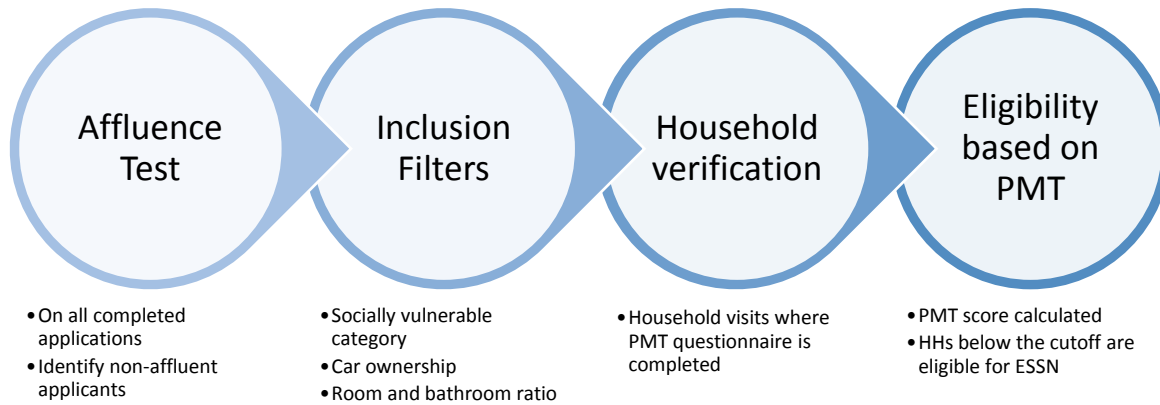 Affluence
Test
• On all completed
applications
• Identify non-affluent
applicants
Inclusion
Filters
• Socially vulnerable
category
• Car ownership
• Room and bathroom ratio
Household
verification
• Household visits where
PMT questionnaire is
completed
Eligibility
based on
PMT
• PMT score calculated
• HHs below the cutoff are
eligible for ESSN